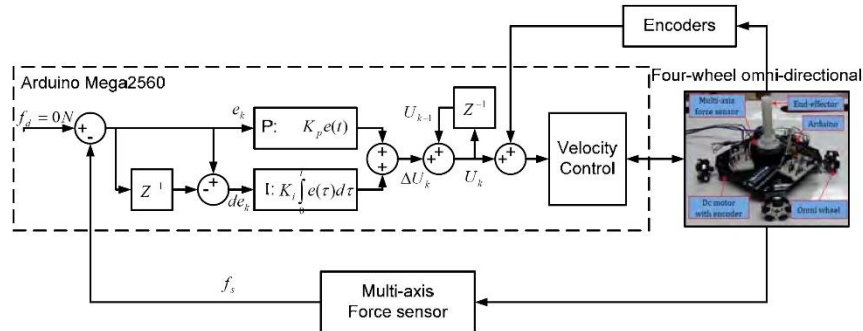 Encoders
Arduino Mega2560
Four-wheel omni-directional
f_d = 0N
+
-
e_k
P: K_p e(t)
U_{k-1}
Z^{-1}
+
+
+
+
+
+
ΔU_k
U_k
Velocity
Control
Z^{-1}
-
+
de_k
I: K_i ∫_0^t e(τ)dτ
Multi-axis
force sensor
End-effector
Arduino
Dc motor
with encoder
Omni wheel
f_s
Multi-axis
Force sensor